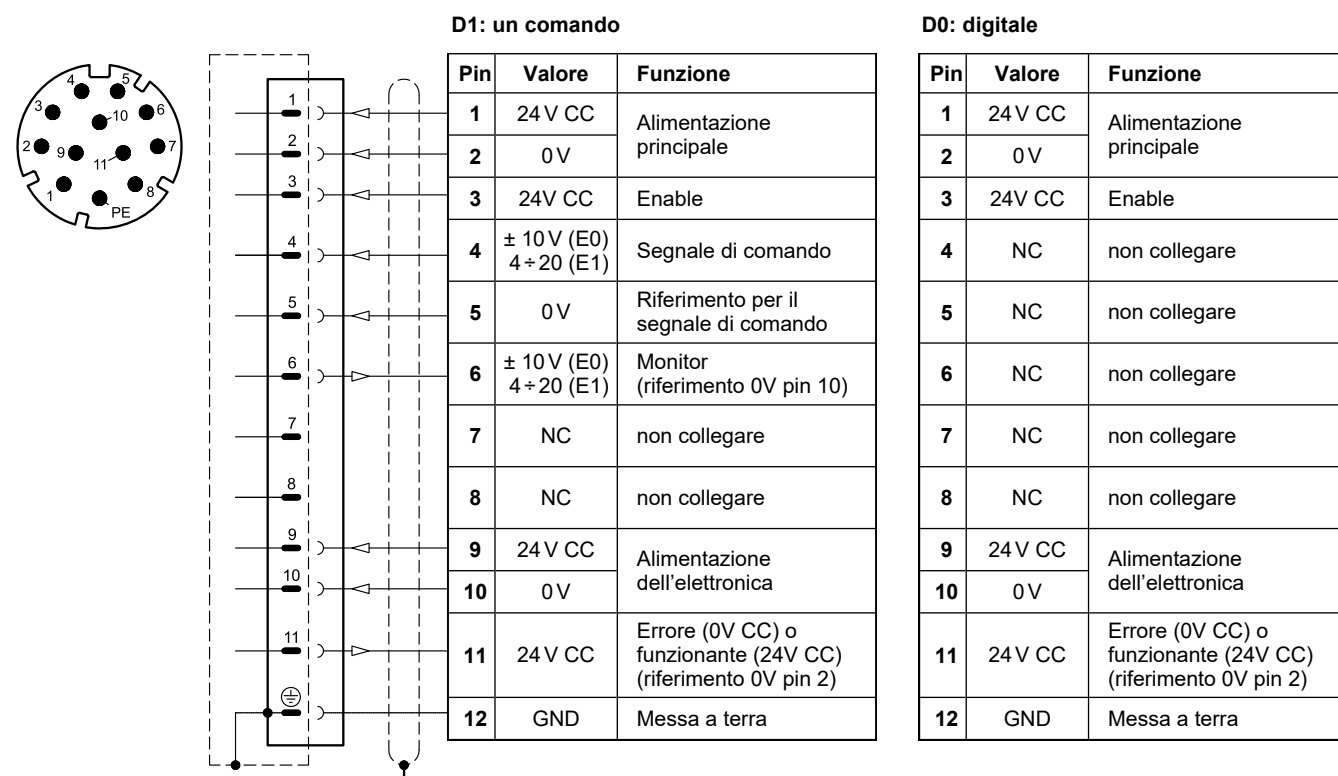 D1: un comando
D0: digitale
4
5
3
10
6
2
9
11
7
1
8
PE
1
2
3
4
5
6
7
8
9
10
11
Pin Valore Funzione
1 24 V CC Alimentazione
principale
2 0 V
3 24V CC Enable
4 ± 10 V (E0)
4 ÷ 20 (E1) Segnale di comando
5 0 V Riferimento per il
segnale di comando
6 ± 10 V (E0)
4 ÷ 20 (E1) Monitor
(riferimento 0V pin 10)
7 NC non collegare
8 NC non collegare
9 24 V CC Alimentazione
dell'elettronica
10 0 V
11 24 V CC Errore (0V CC) o
funzionante (24V CC)
(riferimento 0V pin 2)
12 GND Messa a terra
Pin Valore Funzione
1 24 V CC Alimentazione
principale
2 0 V
3 24V CC Enable
4 NC non collegare
5 NC non collegare
6 NC non collegare
7 NC non collegare
8 NC non collegare
9 24 V CC Alimentazione
dell'elettronica
10 0 V
11 24 V CC Errore (0V CC) o
funzionante (24V CC)
(riferimento 0V pin 2)
12 GND Messa a terra